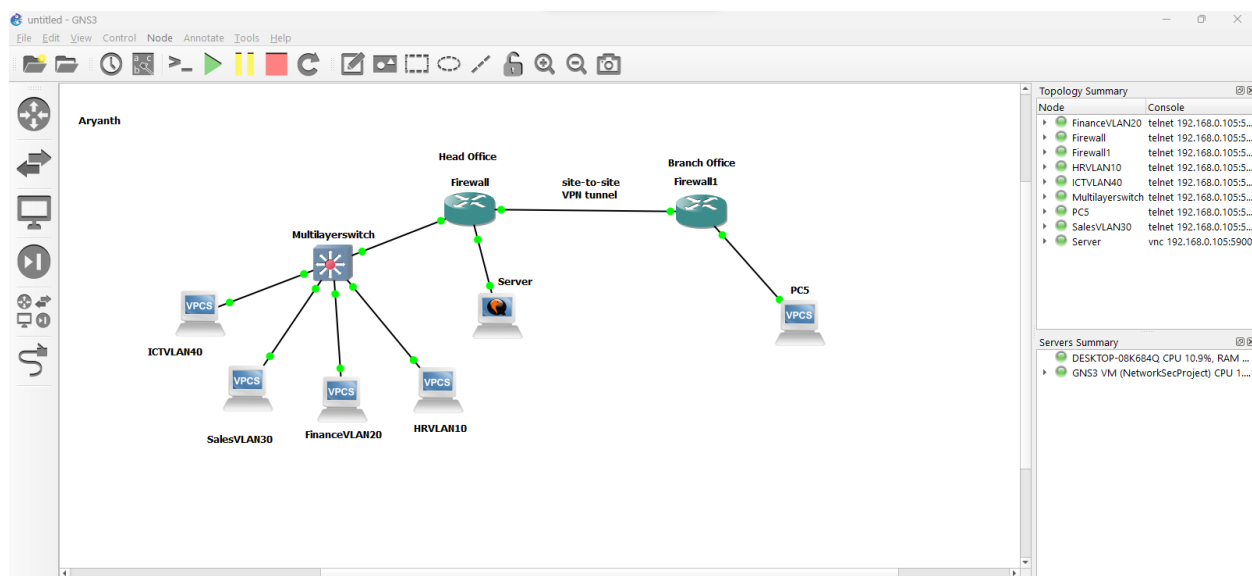 untitled - GNS3
File Edit View Control Node Annotate Tools Help
Aryanth
Head Office
Firewall
site-to-site
VPN tunnel
Branch Office
Firewall1
Multilayerswitch
Server
PC5
VPCS
VPCS
ICTVLAN40
VPCS
VPCS
VPCS
SalesVLAN30
FinanceVLAN20
HRVLAN10
Topology Summary
Node Console
FinanceVLAN20 telnet 192.168.0.105:5...
Firewall telnet 192.168.0.105:5...
Firewall1 telnet 192.168.0.105:5...
HRVLAN10 telnet 192.168.0.105:5...
ICTVLAN40 telnet 192.168.0.105:5...
Multilayerswitch telnet 192.168.0.105:5...
PC5 telnet 192.168.0.105:5...
SalesVLAN30 telnet 192.168.0.105:5...
Server vnc 192.168.0.105:5900
Servers Summary
DESKTOP-08K684Q CPU 10.9%, RAM ...
GNS3 VM (NetworkSecProject) CPU 1....